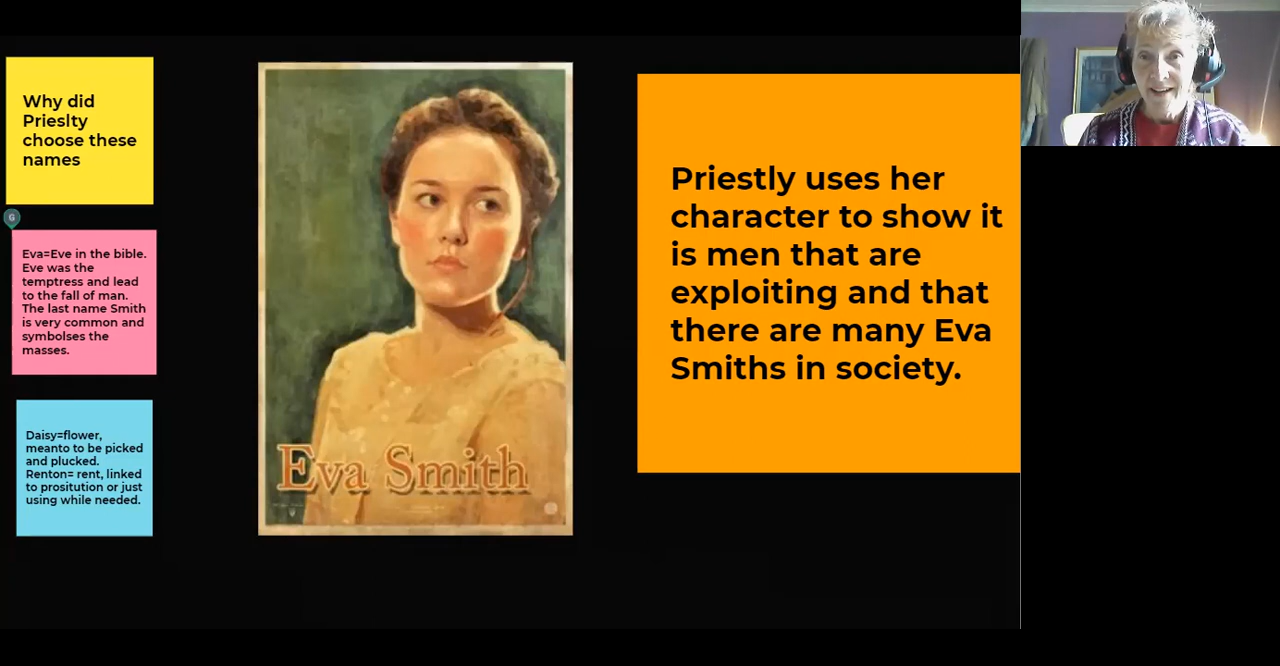 Why did
Prieslty
choose these
names
G
Eva=Eve in the bible.
Eve was the
temptress and lead
to the fall of man.
The last name Smith
is very common and
symbolses the
masses.
Daisy=flower,
meanto to be picked
and plucked.
Renton= rent, linked
to prositution or just
using while needed.
Eva Smith
Priestly uses her
character to show it
is men that are
exploiting and that
there are many Eva
Smiths in society.